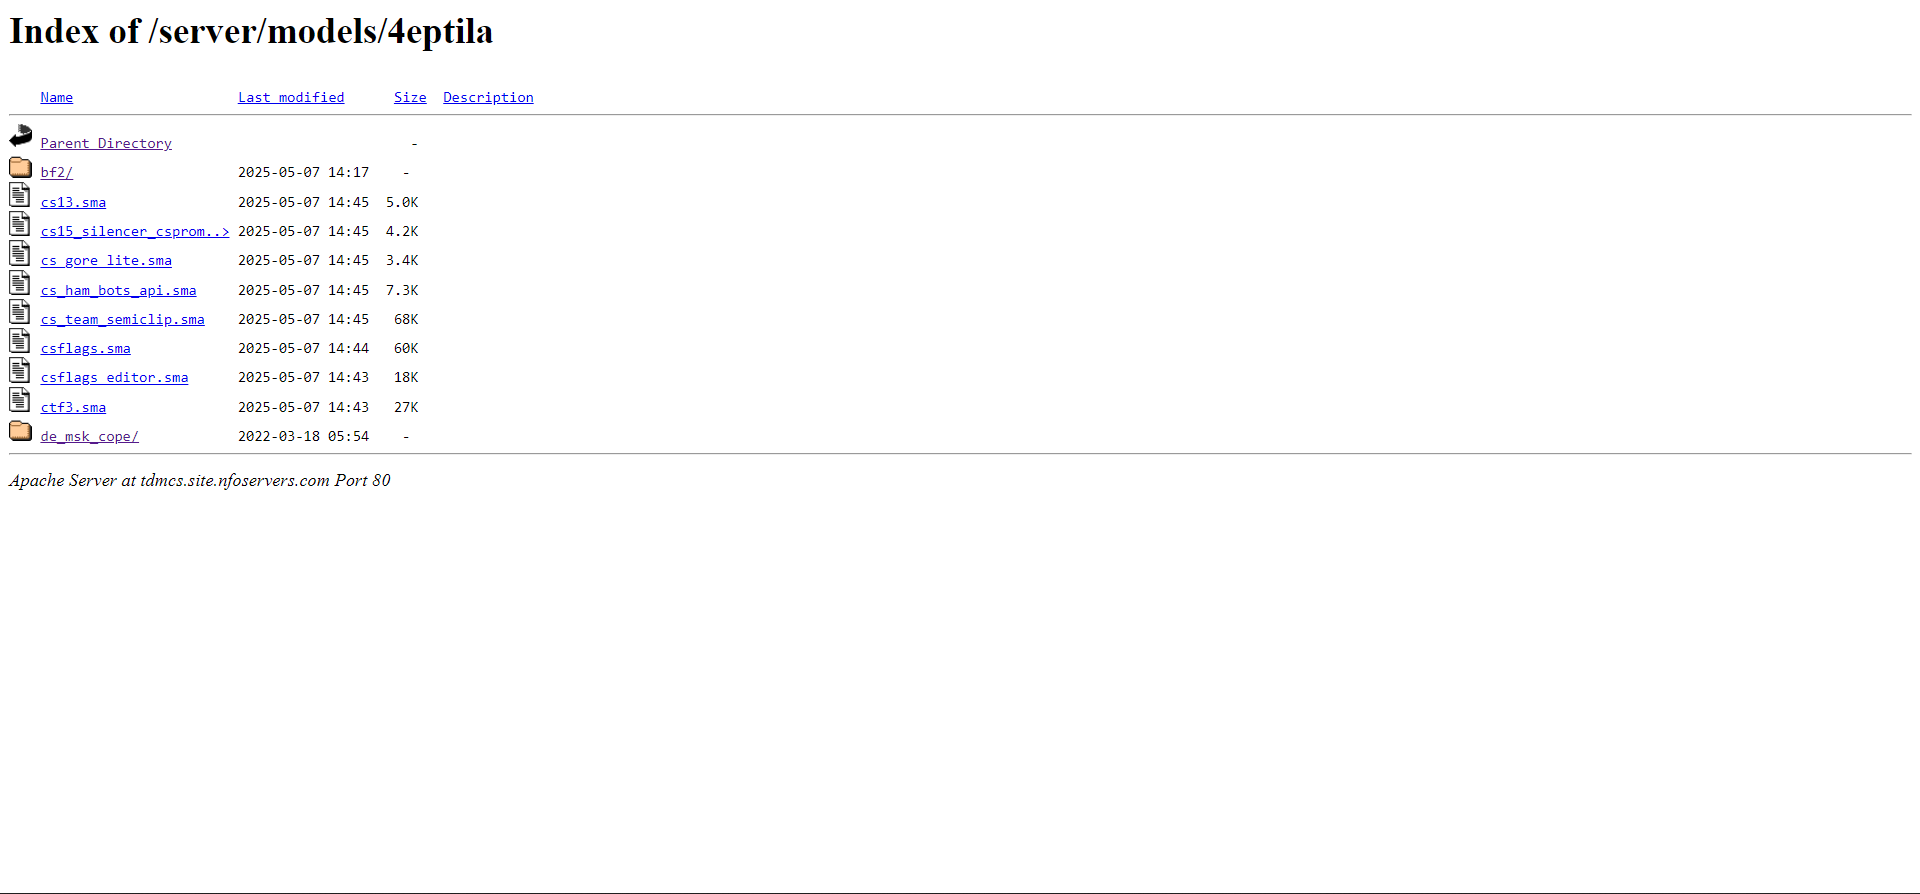 Index of /server/models/4eptila
Name Last modified Size Description
Parent Directory -
bf2/ 2025-05-07 14:17 -
cs13.sma 2025-05-07 14:45 5.0K
cs15_silencer_csprom..> 2025-05-07 14:45 4.2K
cs_gore_lite.sma 2025-05-07 14:45 3.4K
cs_ham_bots_api.sma 2025-05-07 14:45 7.3K
cs_team_semiclip.sma 2025-05-07 14:45 68K
csflags.sma 2025-05-07 14:44 60K
csflags_editor.sma 2025-05-07 14:43 18K
ctf3.sma 2025-05-07 14:43 27K
de_msk_cope/ 2022-03-18 05:54 -
Apache Server at tdmcs.site.nfoservers.com Port 80